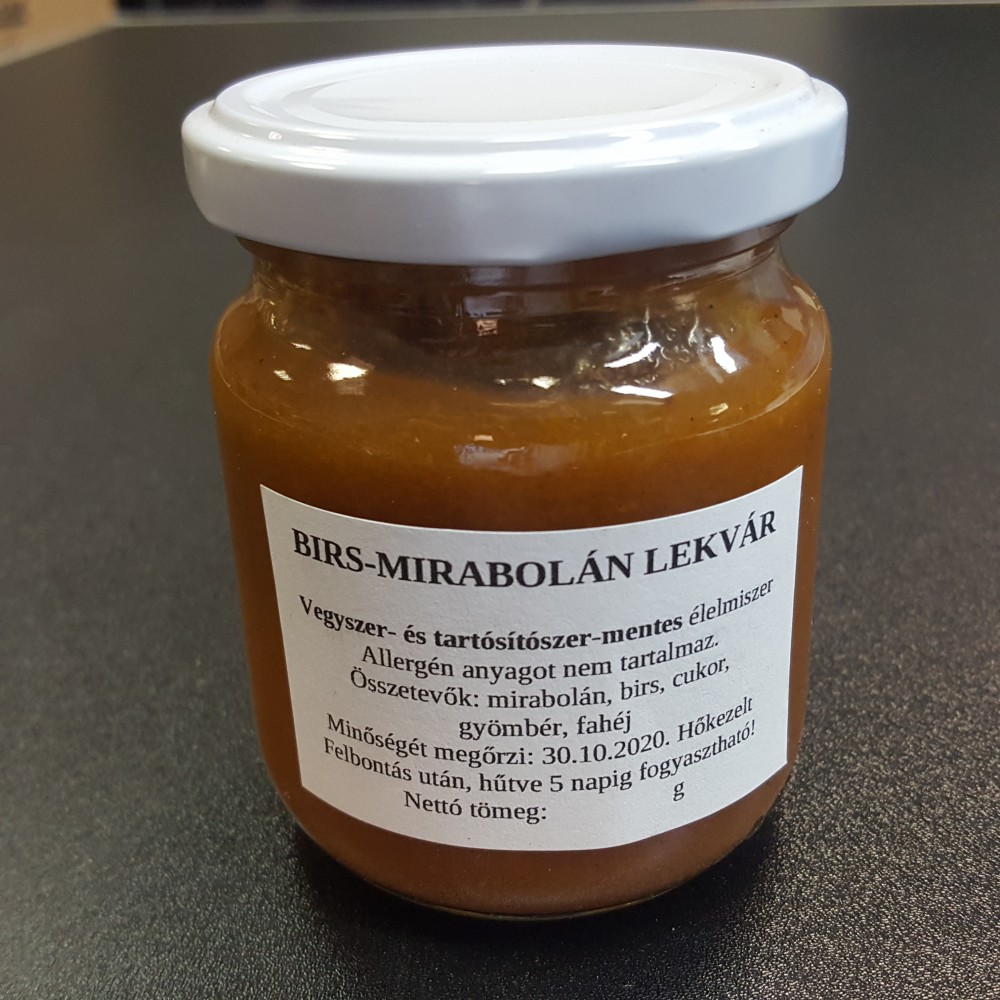 BIRS-MIRABOLÁN LEKVÁR
Vegyszer- és tartósítószer-mentes élelmiszer
Allergén anyagot nem tartalmaz.
Összetevők: mirabolán, birs, cukor,
gyömbér, fahéj
Minőségét megőrzi: 30.10.2020. Hőkezelt
Felbontás után, hűtve 5 napig fogyasztható!
Nettó tömeg: g